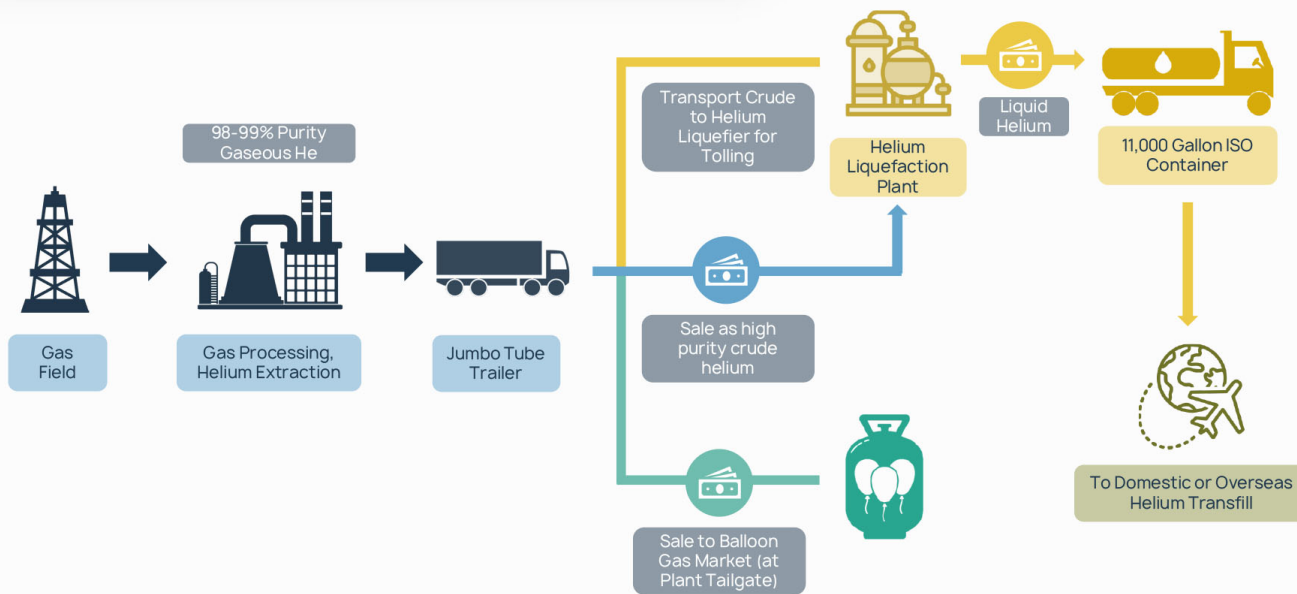 98-99% Purity
Gaseous He
Gas
Field
Gas Processing,
Helium Extraction
Jumbo Tube
Trailer
Transport Crude
to Helium
Liquefier for
Tolling
Sale as high
purity crude
helium
Sale to Balloon
Gas Market (at
Plant Tailgate)
Helium
Liquefaction
Plant
Liquid
Helium
11,000 Gallon ISO
Container
To Domestic or Overseas
Helium Transfill